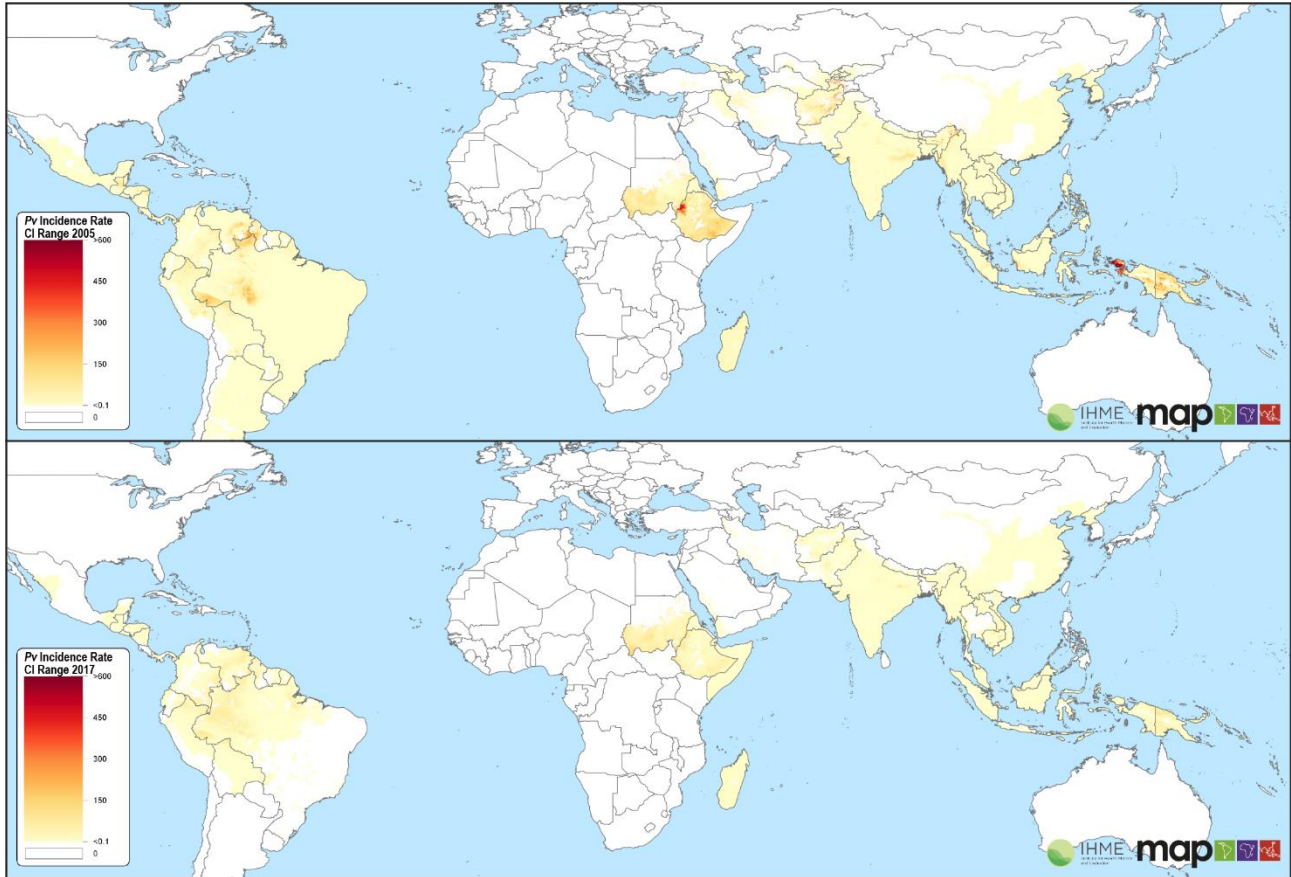 Pv Incidence Rate
CI Range 2005
>600
450
300
150
<0.1
0
IHME
map
Pv Incidence Rate
CI Range 2017
>600
450
300
150
<0.1
0
IHME
map